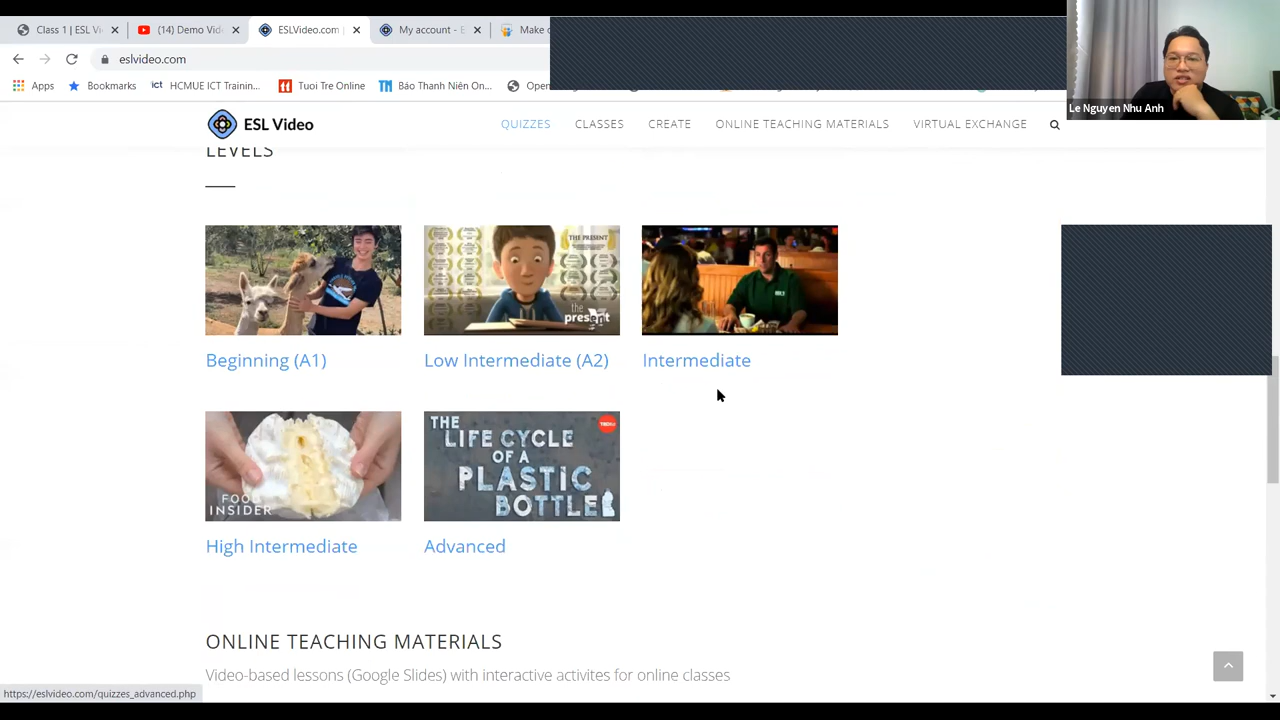 Class 1 | ESL V
(14) Demo Vid
ESLVideo.com |
My account - E
Make
eslvideo.com
Apps
Bookmarks
HCMUE ICT Trainin...
Tuoi Tre Online
Báo Thanh Niên On...
Le Nguyen Nhu Anh
ESL Video
QUIZZES
CLASSES
CREATE
ONLINE TEACHING MATERIALS
VIRTUAL EXCHANGE
LEVELS
THE PRESENT
the
present
Beginning (A1)
Low Intermediate (A2)
Intermediate
FOOD
INSIDER
THE
LIFE CYCLE
OF A
PLASTIC
BOTTLE
High Intermediate
Advanced
ONLINE TEACHING MATERIALS
Video-based lessons (Google Slides) with interactive activites for online classes
https://eslvideo.com/quizzes_advanced.php